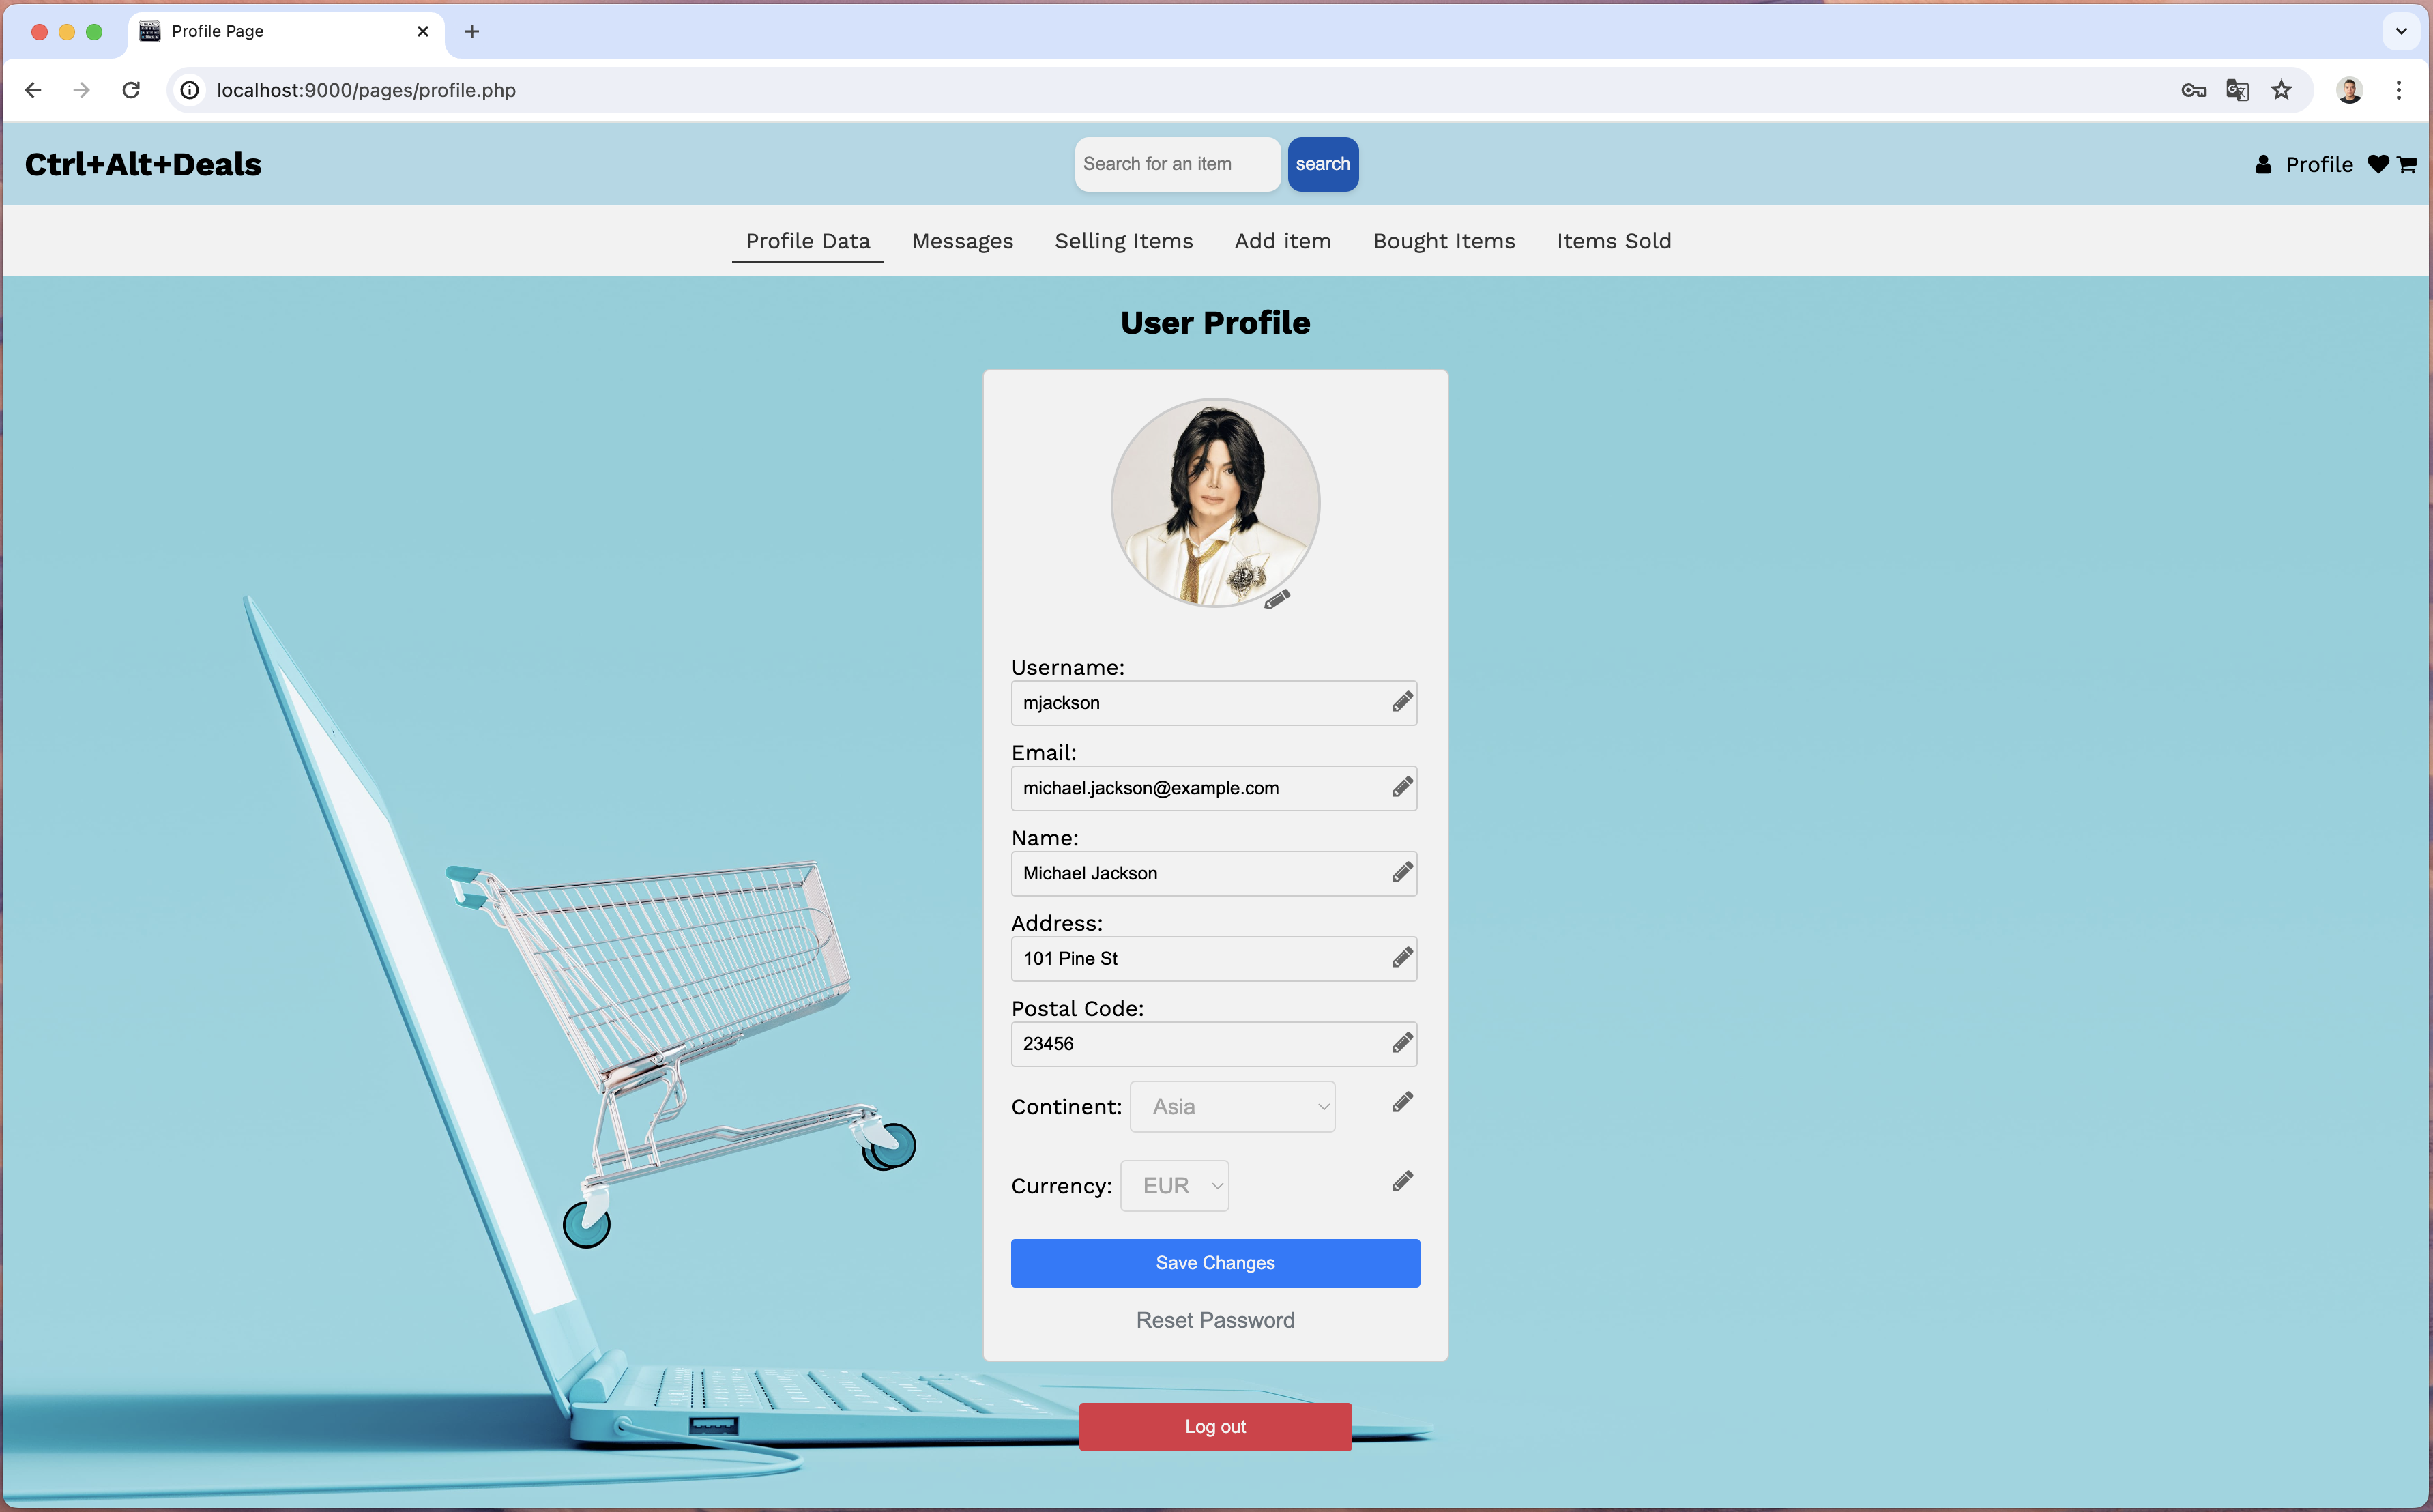 Profile Page
localhost:9000/pages/profile.php
Ctrl+Alt+Deals
Search for an item
search
Profile
Profile Data Messages Selling Items Add item Bought Items Items Sold
User Profile
Username:
mjackson
Email:
michael.jackson@example.com
Name:
Michael Jackson
Address:
101 Pine St
Postal Code:
23456
Continent: Asia
Currency: EUR
Save Changes
Reset Password
Log out